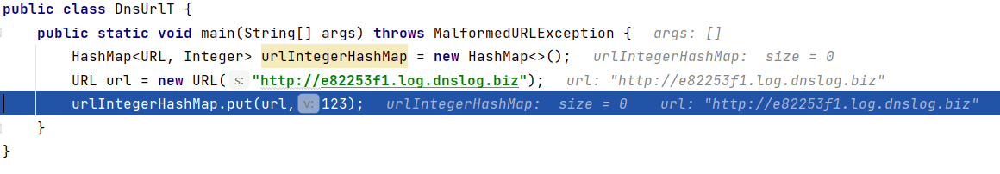 public class DnsUrlT {
    public static void main(String[] args) throws MalformedURLException {   args: []
        HashMap<URL, Integer> urlIntegerHashMap = new HashMap<>();   urlIntegerHashMap:  size = 0
        URL url = new URL( s: "http://e82253f1.log.dnslog.biz");   url: "http://e82253f1.log.dnslog.biz"
        urlIntegerHashMap.put(url, v: 123);   urlIntegerHashMap:  size = 0    url: "http://e82253f1.log.dnslog.biz"
    }
}